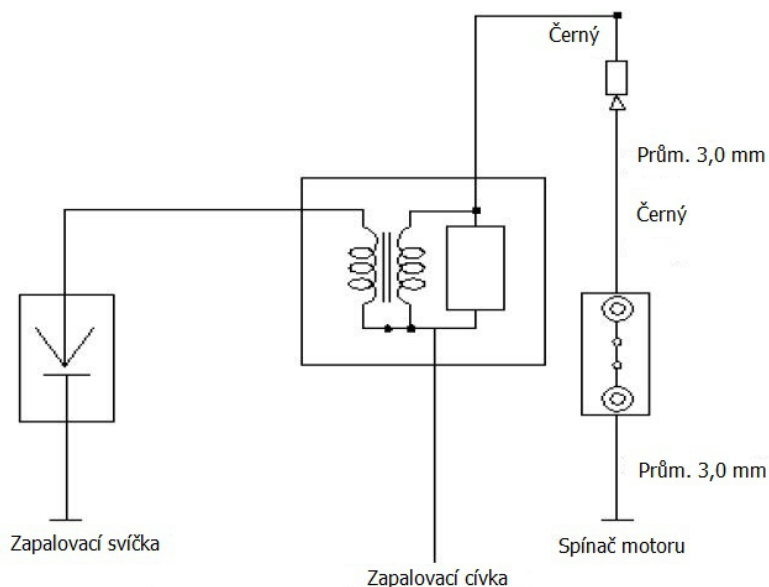 Černý
Prům. 3,0 mm
Černý
Prům. 3,0 mm
Zapalovací svíčka
Spínač motoru
Zapalovací cívka